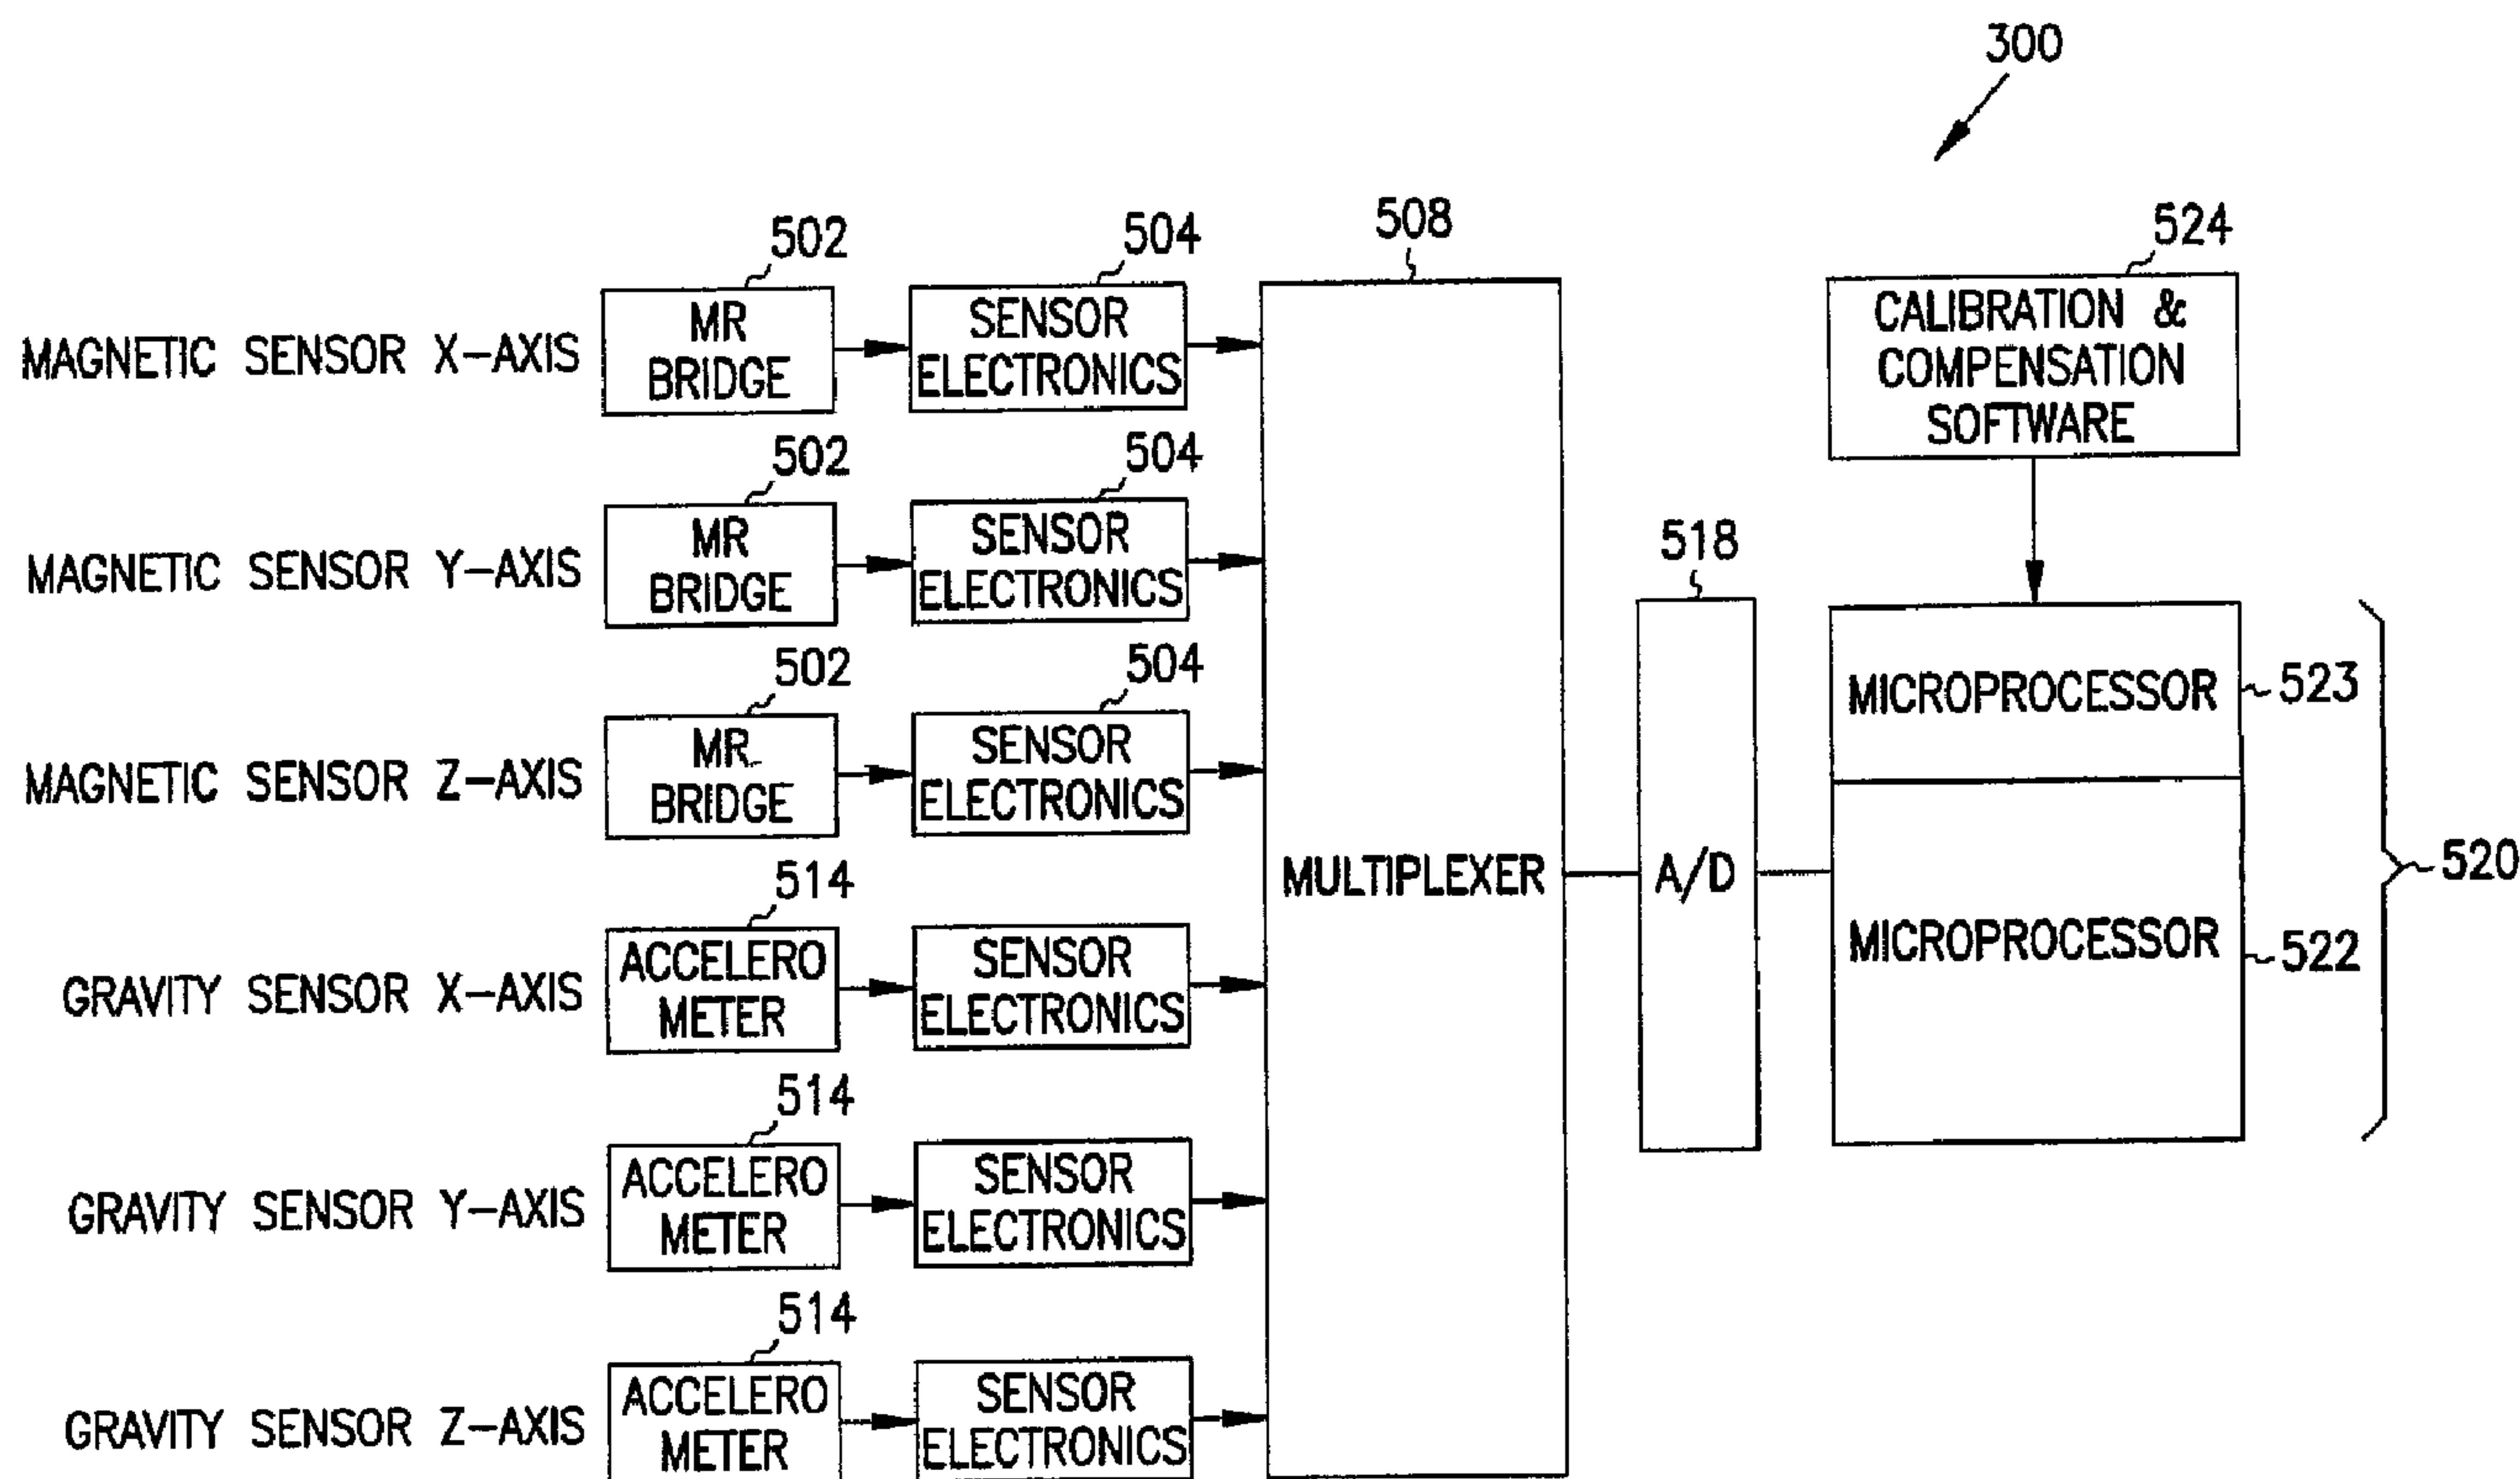 300
502
504
508
524
MAGNETIC SENSOR X-AXIS
MR
BRIDGE
SENSOR
ELECTRONICS
CALIBRATION &
COMPENSATION
SOFTWARE
502
504
MAGNETIC SENSOR Y-AXIS
MR
BRIDGE
SENSOR
ELECTRONICS
518
502
504
MAGNETIC SENSOR Z-AXIS
MR
BRIDGE
SENSOR
ELECTRONICS
MICROPROCESSOR
523
514
MULTIPLEXER
A/D
520
GRAVITY SENSOR X-AXIS
ACCELERO
METER
SENSOR
ELECTRONICS
MICROPROCESSOR
522
514
GRAVITY SENSOR Y-AXIS
ACCELERO
METER
SENSOR
ELECTRONICS
514
GRAVITY SENSOR Z-AXIS
ACCELERO
METER
SENSOR
ELECTRONICS